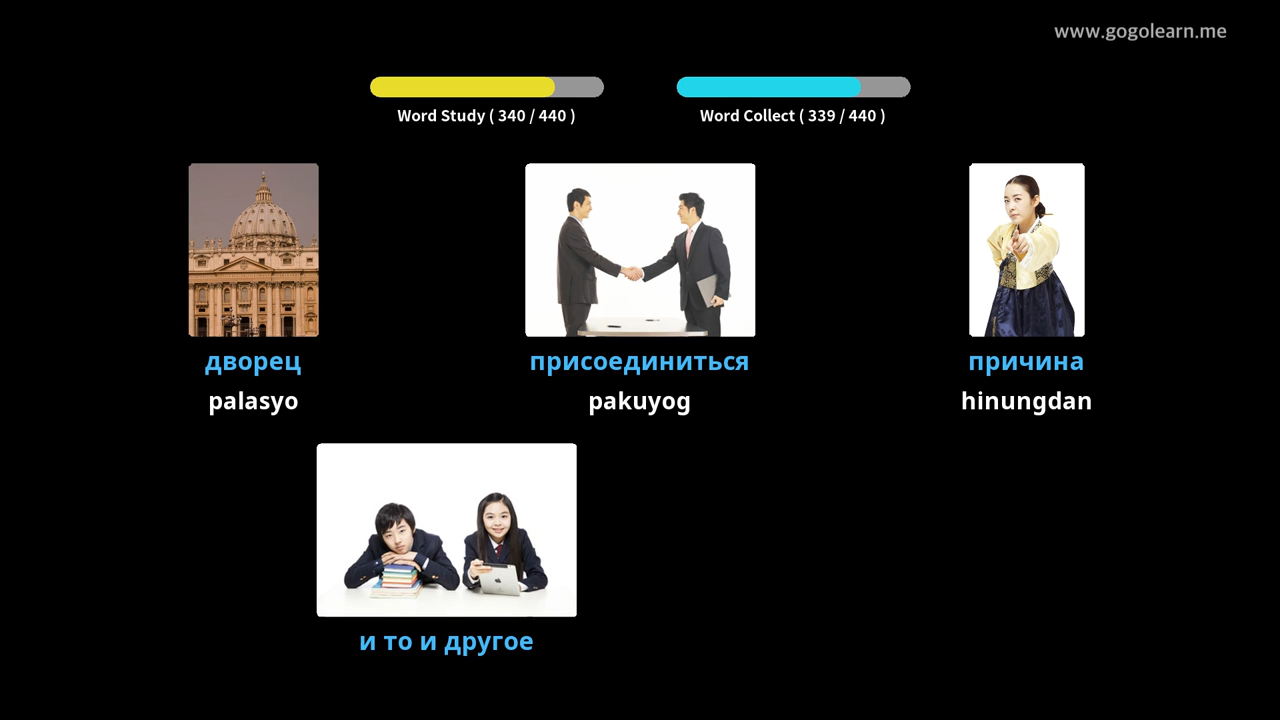 www.gogolearn.me
Word Study ( 340 / 440 )
Word Collect ( 339 / 440 )
дворец
присоединиться
причина
palasyo
pakuyog
hinungdan
и то и другое